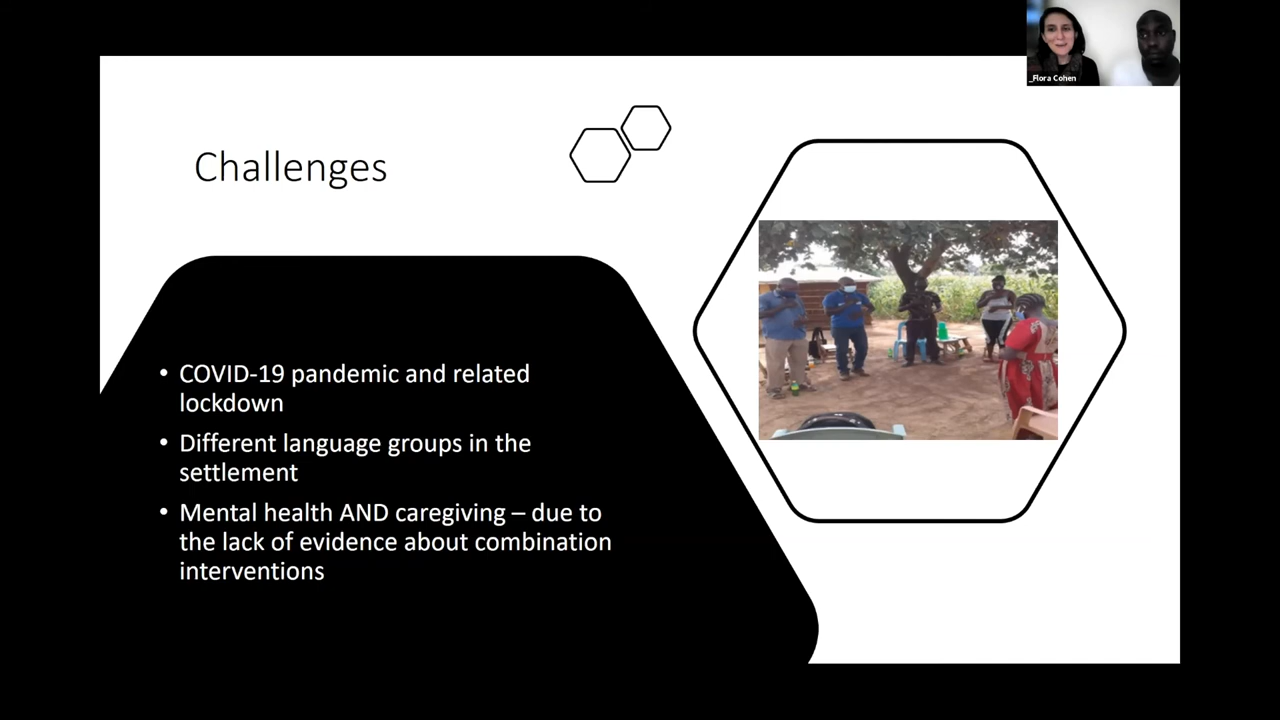 _Flora Cohen
Challenges
• COVID-19 pandemic and related
lockdown
• Different language groups in the
settlement
• Mental health AND caregiving – due to
the lack of evidence about combination
interventions